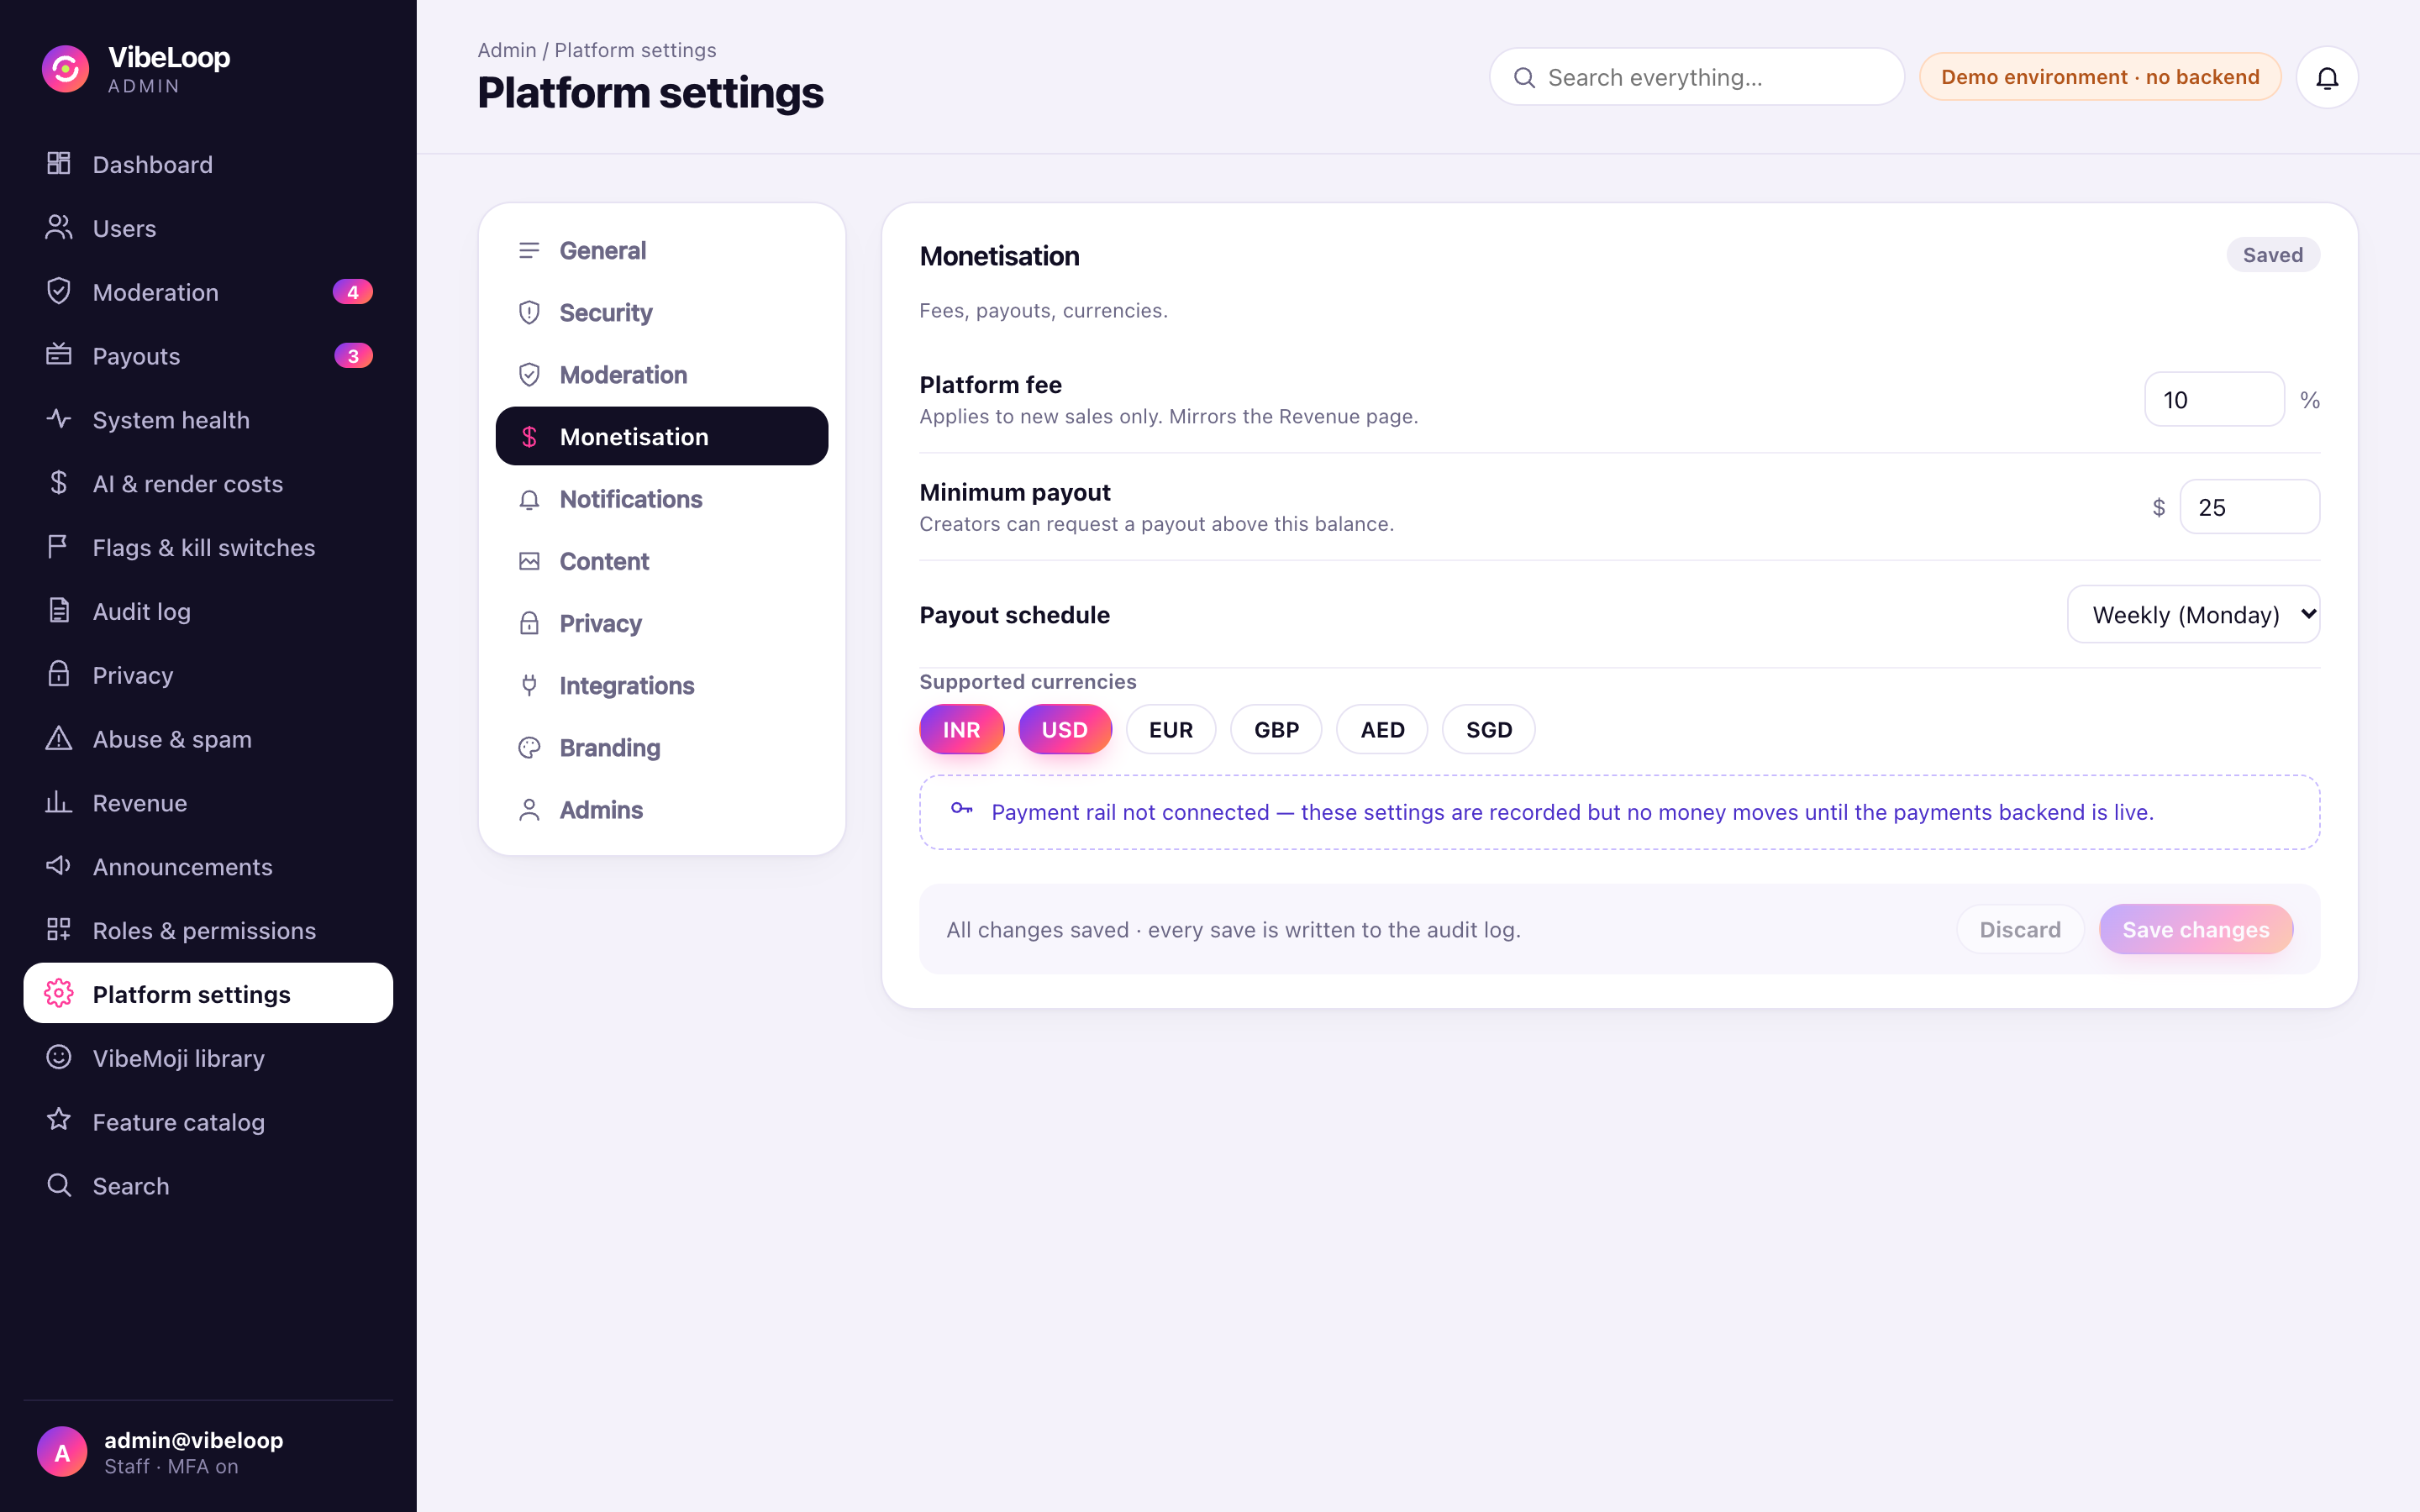 VibeLoop
ADMIN
Dashboard
Users
Moderation 4
Payouts 3
System health
AI & render costs
Flags & kill switches
Audit log
Privacy
Abuse & spam
Revenue
Announcements
Roles & permissions
Platform settings
VibeMoji library
Feature catalog
Search
A
admin@vibeloop
Staff · MFA on
Admin / Platform settings
Platform settings
Search everything...
Demo environment · no backend
General
Security
Moderation
Monetisation
Notifications
Content
Privacy
Integrations
Branding
Admins
Monetisation
Saved
Fees, payouts, currencies.
Platform fee
Applies to new sales only. Mirrors the Revenue page.
10 %
Minimum payout
Creators can request a payout above this balance.
$ 25
Payout schedule
Weekly (Monday)
Supported currencies
INR USD EUR GBP AED SGD
Payment rail not connected — these settings are recorded but no money moves until the payments backend is live.
All changes saved · every save is written to the audit log.
Discard
Save changes